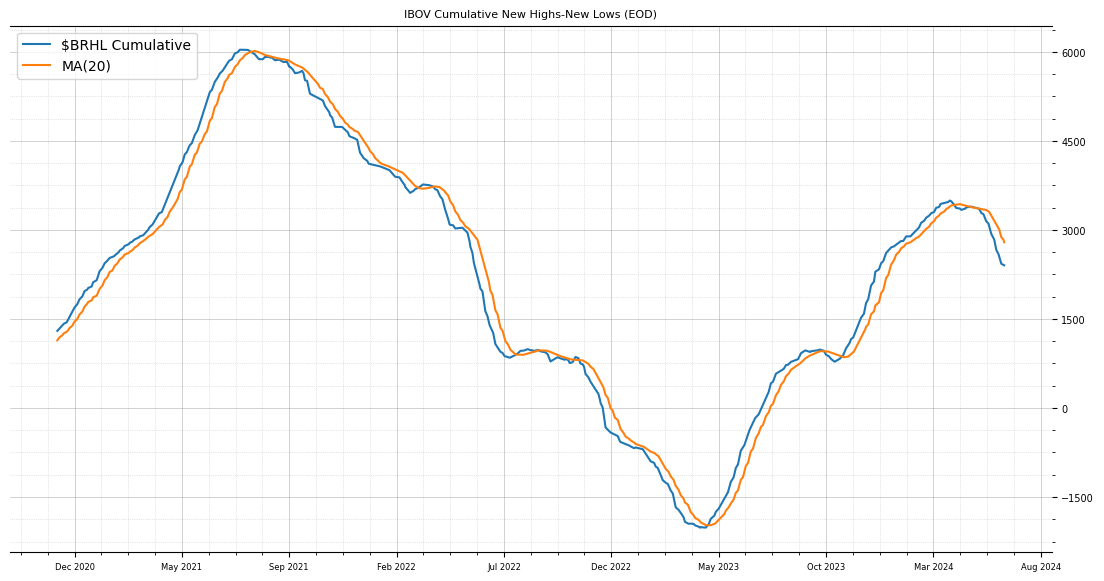 IBOV Cumulative New Highs-New Lows (EOD)
$BRHL Cumulative
MA(20)
6000
4500
3000
1500
0
−1500
Dec 2020 May 2021 Sep 2021 Feb 2022 Jul 2022 Dec 2022 May 2023 Oct 2023 Mar 2024 Aug 2024